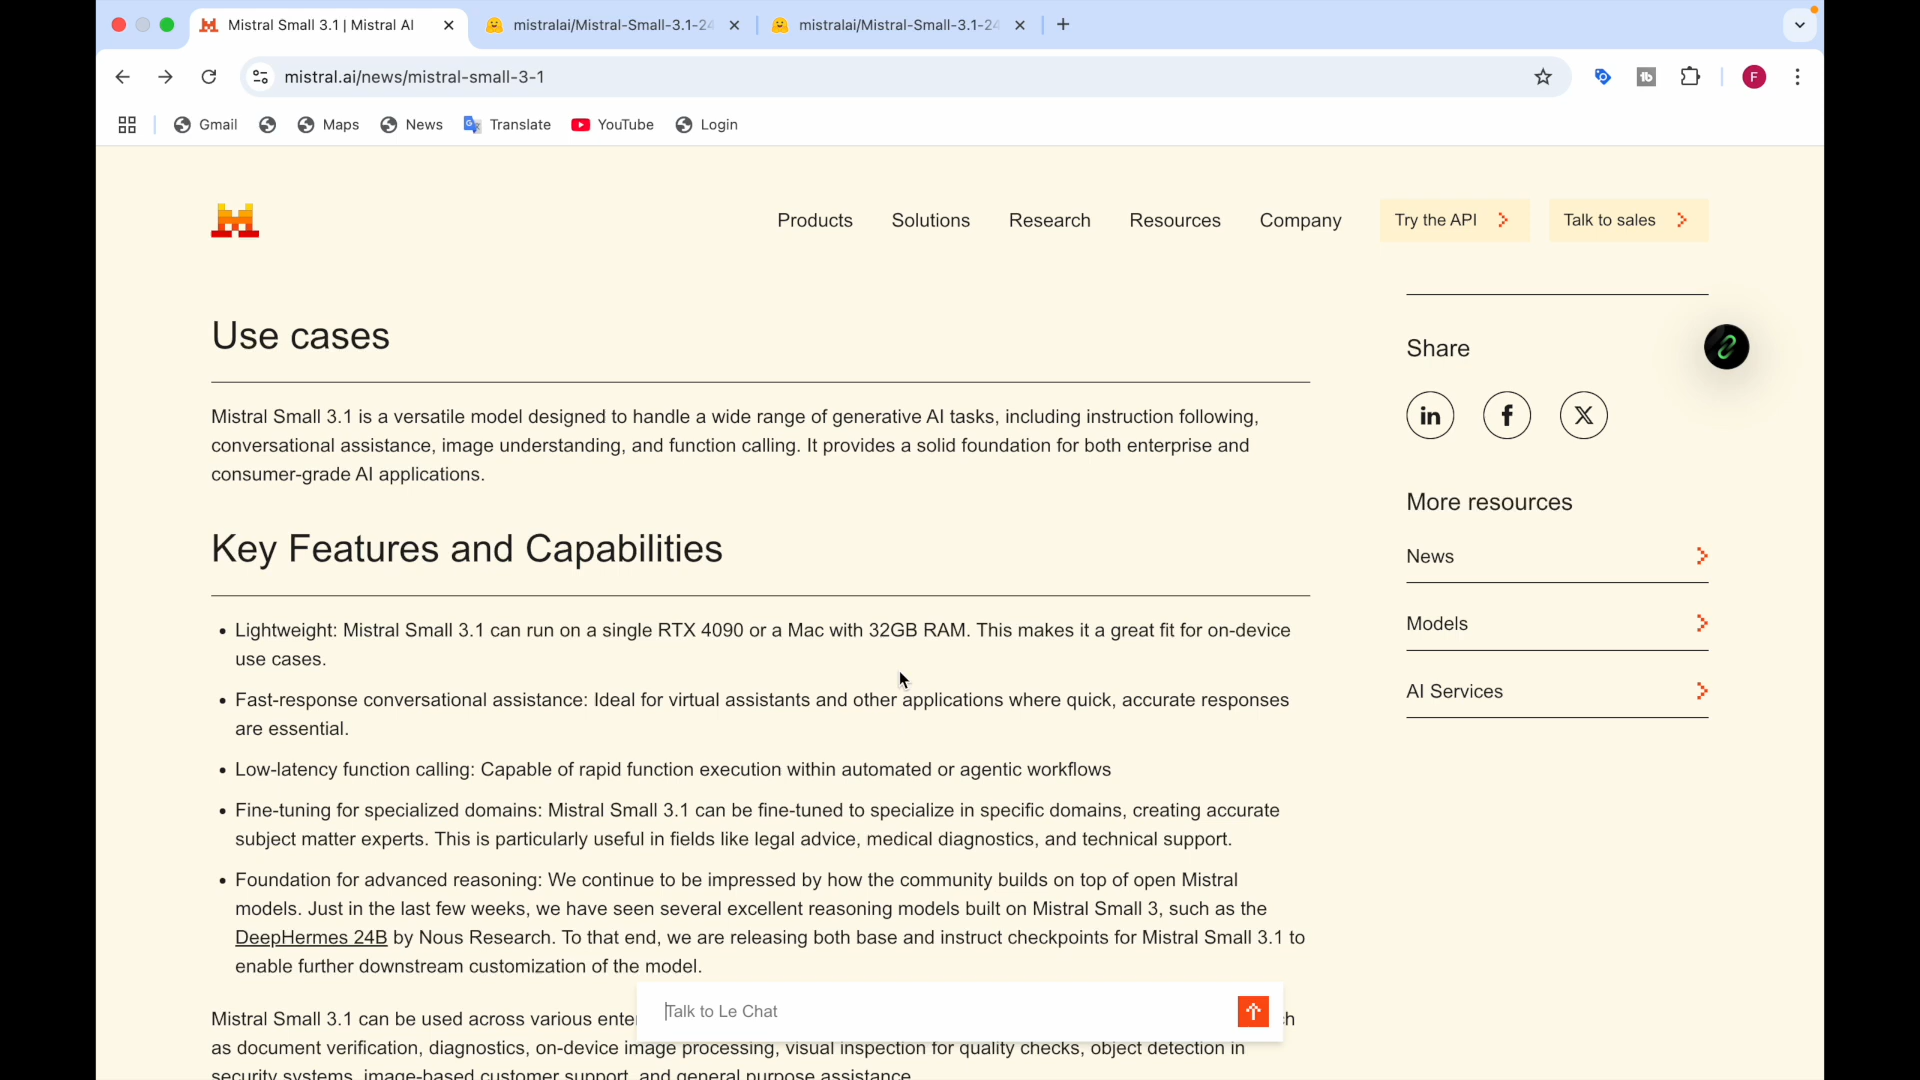 Mistral Small 3.1 | Mistral AI
mistralai/Mistral-Small-3.1-24
mistralai/Mistral-Small-3.1-24
mistral.ai/news/mistral-small-3-1
F
Gmail
Maps
News
Translate
YouTube
Login
Products
Solutions
Research
Resources
Company
Try the API
Talk to sales
Use cases
Mistral Small 3.1 is a versatile model designed to handle a wide range of generative AI tasks, including instruction following,
conversational assistance, image understanding, and function calling. It provides a solid foundation for both enterprise and
consumer-grade AI applications.
Key Features and Capabilities
• Lightweight: Mistral Small 3.1 can run on a single RTX 4090 or a Mac with 32GB RAM. This makes it a great fit for on-device
use cases.
• Fast-response conversational assistance: Ideal for virtual assistants and other applications where quick, accurate responses
are essential.
• Low-latency function calling: Capable of rapid function execution within automated or agentic workflows
• Fine-tuning for specialized domains: Mistral Small 3.1 can be fine-tuned to specialize in specific domains, creating accurate
subject matter experts. This is particularly useful in fields like legal advice, medical diagnostics, and technical support.
• Foundation for advanced reasoning: We continue to be impressed by how the community builds on top of open Mistral
models. Just in the last few weeks, we have seen several excellent reasoning models built on Mistral Small 3, such as the
DeepHermes 24B by Nous Research. To that end, we are releasing both base and instruct checkpoints for Mistral Small 3.1 to
enable further downstream customization of the model.
Mistral Small 3.1 can be used across various
as document verification, diagnostics, on-device image processing, visual inspection for quality checks, object detection in
security systems, image-based customer support, and general purpose assistance.
Talk to Le Chat
Share
in
f
X
More resources
News
Models
AI Services